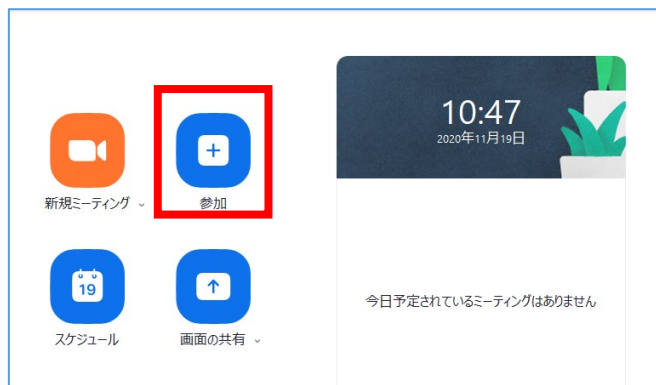 新規ミーティング
参加
19
スケジュール
画面の共有
10:47
2020年11月19日
今日予定されているミーティングはありません